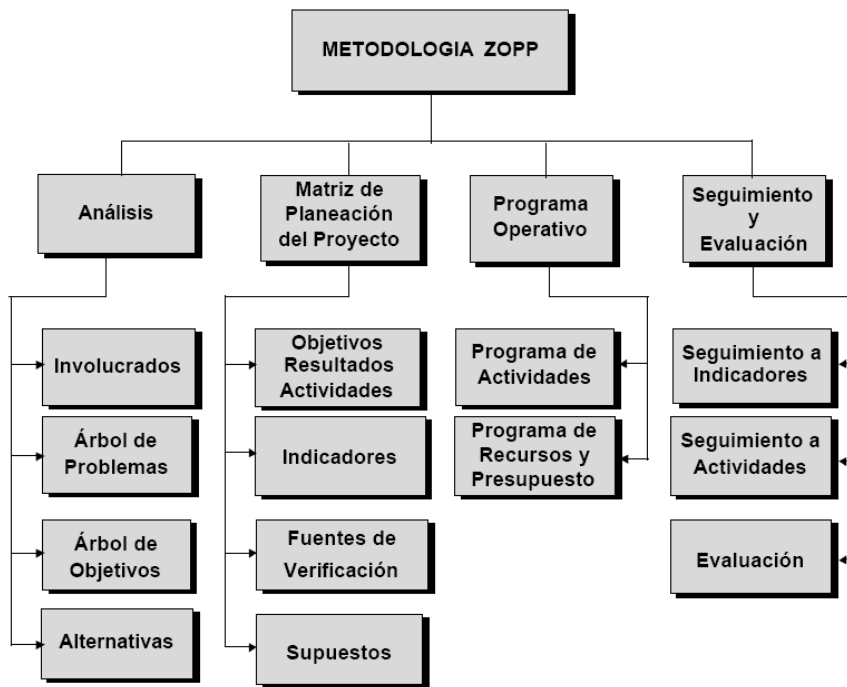 METODOLOGIA ZOPP
Análisis
Matriz de
Planeación
del Proyecto
Programa
Operativo
Seguimiento
y
Evaluación
Involucrados
Árbol de
Problemas
Árbol de
Objetivos
Alternativas
Objetivos
Resultados
Actividades
Indicadores
Fuentes de
Verificación
Supuestos
Programa de
Actividades
Programa de
Recursos y
Presupuesto
Seguimiento a
Indicadores
Seguimiento a
Actividades
Evaluación